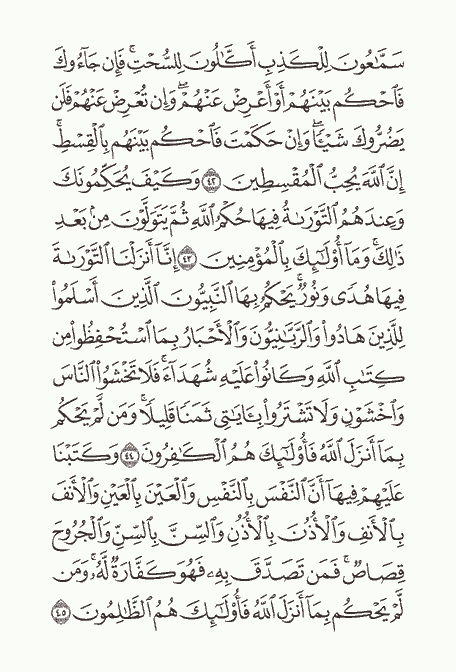 سَمَّٰعُونَ لِلْكَذِبِ أَكَّٰلُونَ لِلسُّحْتِ ۚ فَإِن جَآءُوكَ
فَٱحْكُم بَيْنَهُمْ أَوْ أَعْرِضْ عَنْهُمْ ۖ وَإِن تُعْرِضْ عَنْهُمْ فَلَن
يَضُرُّوكَ شَيْـًٔا ۖ وَإِنْ حَكَمْتَ فَٱحْكُم بَيْنَهُم بِٱلْقِسْطِ ۚ
إِنَّ ٱللَّهَ يُحِبُّ ٱلْمُقْسِطِينَ ٤٢ وَكَيْفَ يُحَكِّمُونَكَ
وَعِندَهُمُ ٱلتَّوْرَىٰةُ فِيهَا حُكْمُ ٱللَّهِ ثُمَّ يَتَوَلَّوْنَ مِنۢ بَعْدِ
ذَٰلِكَ ۚ وَمَآ أُو۟لَٰٓئِكَ بِٱلْمُؤْمِنِينَ ٤٣ إِنَّآ أَنزَلْنَا ٱلتَّوْرَىٰةَ
فِيهَا هُدًى وَنُورٌ ۚ يَحْكُمُ بِهَا ٱلنَّبِيُّونَ ٱلَّذِينَ أَسْلَمُوا۟
لِلَّذِينَ هَادُوا۟ وَٱلرَّبَّٰنِيُّونَ وَٱلْأَحْبَارُ بِمَا ٱسْتُحْفِظُوا۟ مِن
كِتَٰبِ ٱللَّهِ وَكَانُوا۟ عَلَيْهِ شُهَدَآءَ ۚ فَلَا تَخْشَوُا۟ ٱلنَّاسَ
وَٱخْشَوْنِ وَلَا تَشْتَرُوا۟ بِـَٔايَٰتِى ثَمَنًا قَلِيلًا ۚ وَمَن لَّمْ يَحْكُم
بِمَآ أَنزَلَ ٱللَّهُ فَأُو۟لَٰٓئِكَ هُمُ ٱلْكَٰفِرُونَ ٤٤ وَكَتَبْنَا
عَلَيْهِمْ فِيهَآ أَنَّ ٱلنَّفْسَ بِٱلنَّفْسِ وَٱلْعَيْنَ بِٱلْعَيْنِ وَٱلْأَنفَ
بِٱلْأَنفِ وَٱلْأُذُنَ بِٱلْأُذُنِ وَٱلسِّنَّ بِٱلسِّنِّ وَٱلْجُرُوحَ
قِصَاصٌ ۚ فَمَن تَصَدَّقَ بِهِۦ فَهُوَ كَفَّارَةٌ لَّهُۥ ۚ وَمَن
لَّمْ يَحْكُم بِمَآ أَنزَلَ ٱللَّهُ فَأُو۟لَٰٓئِكَ هُمُ ٱلظَّٰلِمُونَ ٤٥